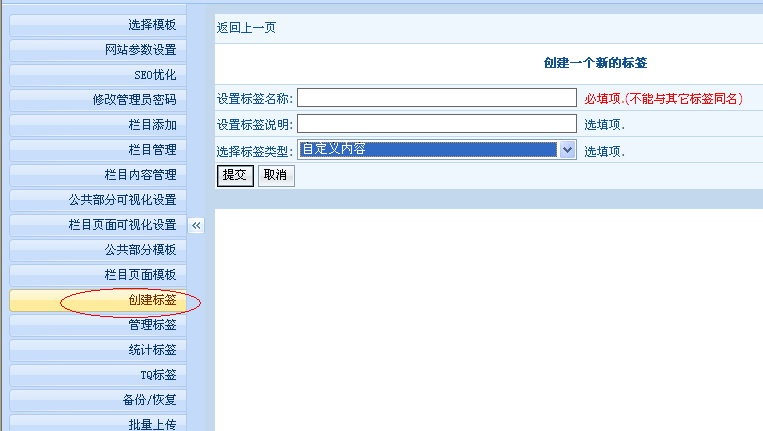 选择模板
网站参数设置
SEO优化
修改管理员密码
栏目添加
栏目管理
栏目内容管理
公共部分可视化设置
栏目页面可视化设置
公共部分模板
栏目页面模板
创建标签
管理标签
统计标签
TQ标签
备份/恢复
批量上传
«
返回上一页
创建一个新的标签
设置标签名称: 必填项.(不能与其它标签同名)
设置标签说明: 选填项.
选择标签类型: 自定义内容 选填项.
提交 取消